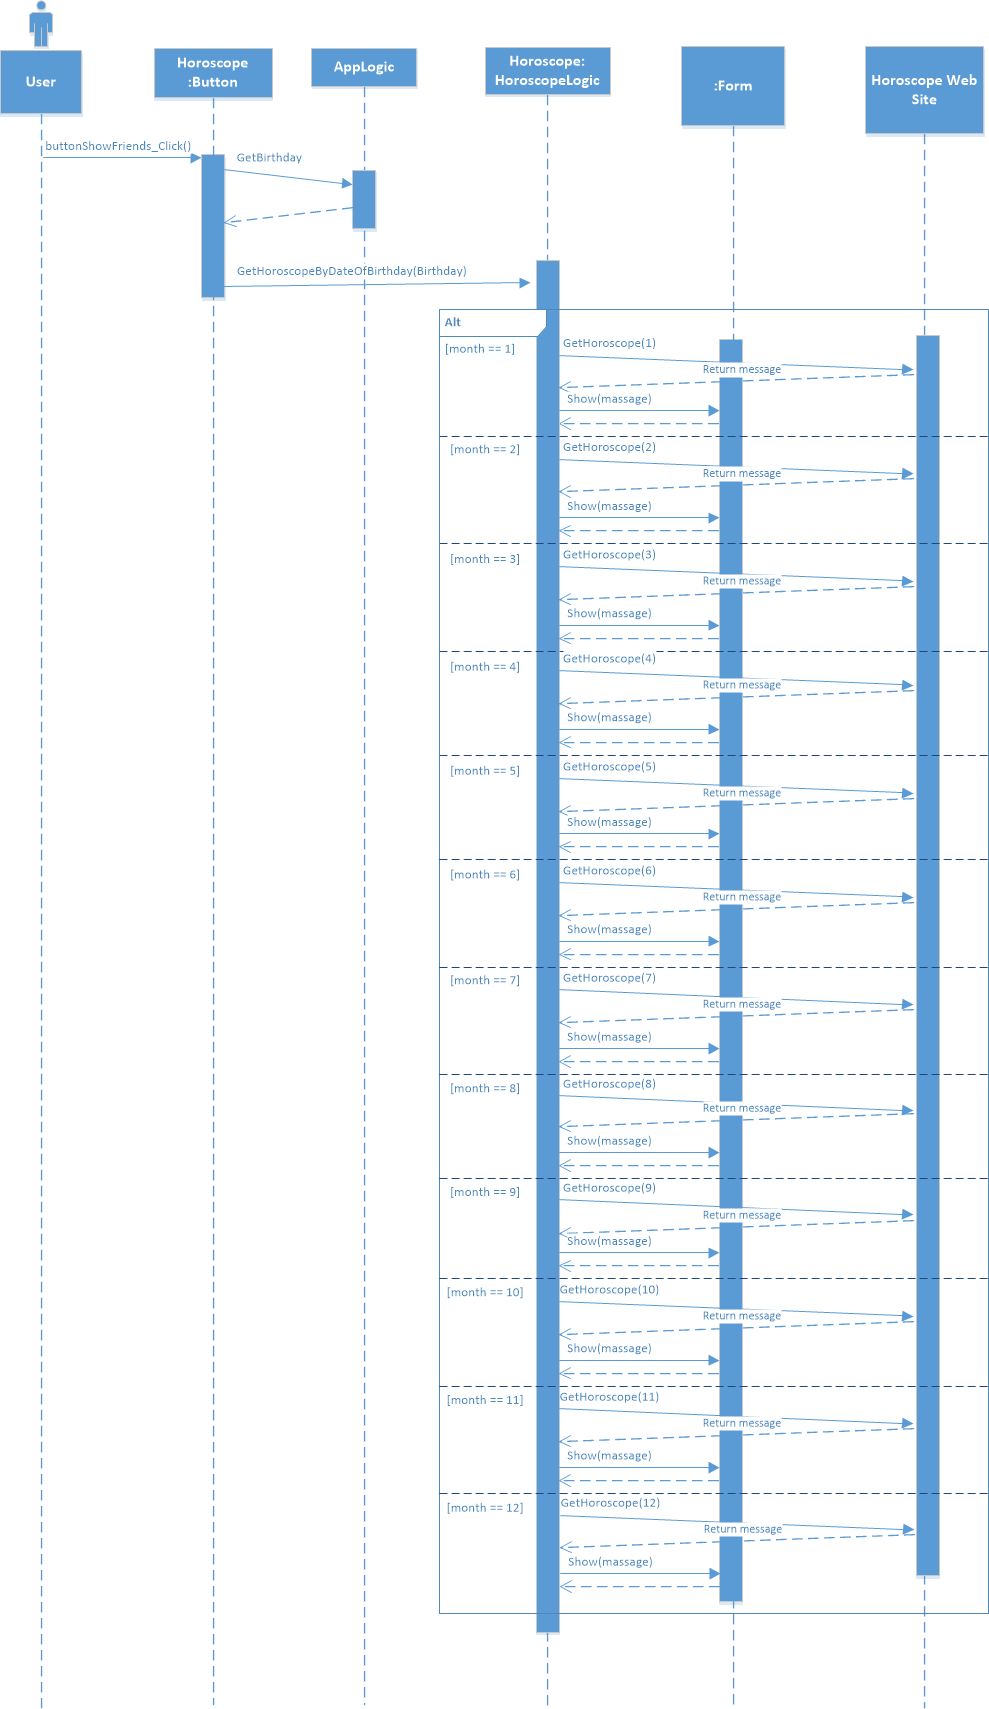 User
Horoscope
:Button
AppLogic
Horoscope:
HoroscopeLogic
:Form
Horoscope Web
Site
buttonShowFriends_Click()
GetBirthday
GetHoroscopeByDateOfBirthday(Birthday)
Alt
[month == 1]
GetHoroscope(1)
Return message
Show(massage)
[month == 2]
GetHoroscope(2)
Return message
Show(massage)
[month == 3]
GetHoroscope(3)
Return message
Show(massage)
[month == 4]
GetHoroscope(4)
Return message
Show(massage)
[month == 5]
GetHoroscope(5)
Return message
Show(massage)
[month == 6]
GetHoroscope(6)
Return message
Show(massage)
[month == 7]
GetHoroscope(7)
Return message
Show(massage)
[month == 8]
GetHoroscope(8)
Return message
Show(massage)
[month == 9]
GetHoroscope(9)
Return message
Show(massage)
[month == 10]
GetHoroscope(10)
Return message
Show(massage)
[month == 11]
GetHoroscope(11)
Return message
Show(massage)
[month == 12]
GetHoroscope(12)
Return message
Show(massage)